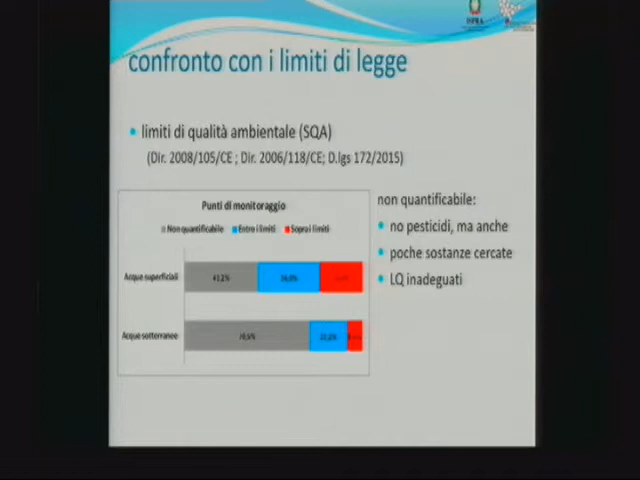 ISPRA
confronto con i limiti di legge
limiti di qualità ambientale (SQA)
(Dir. 2008/105/CE ; Dir. 2006/118/CE; D.lgs 172/2015)
Punti di monitoraggio
Non quantificabile Entro i limiti Sopra i limiti
Acque superficiali
Acque sotterranee
non quantificabile:
no pesticidi, ma anche
poche sostanze cercate
LQ inadeguati